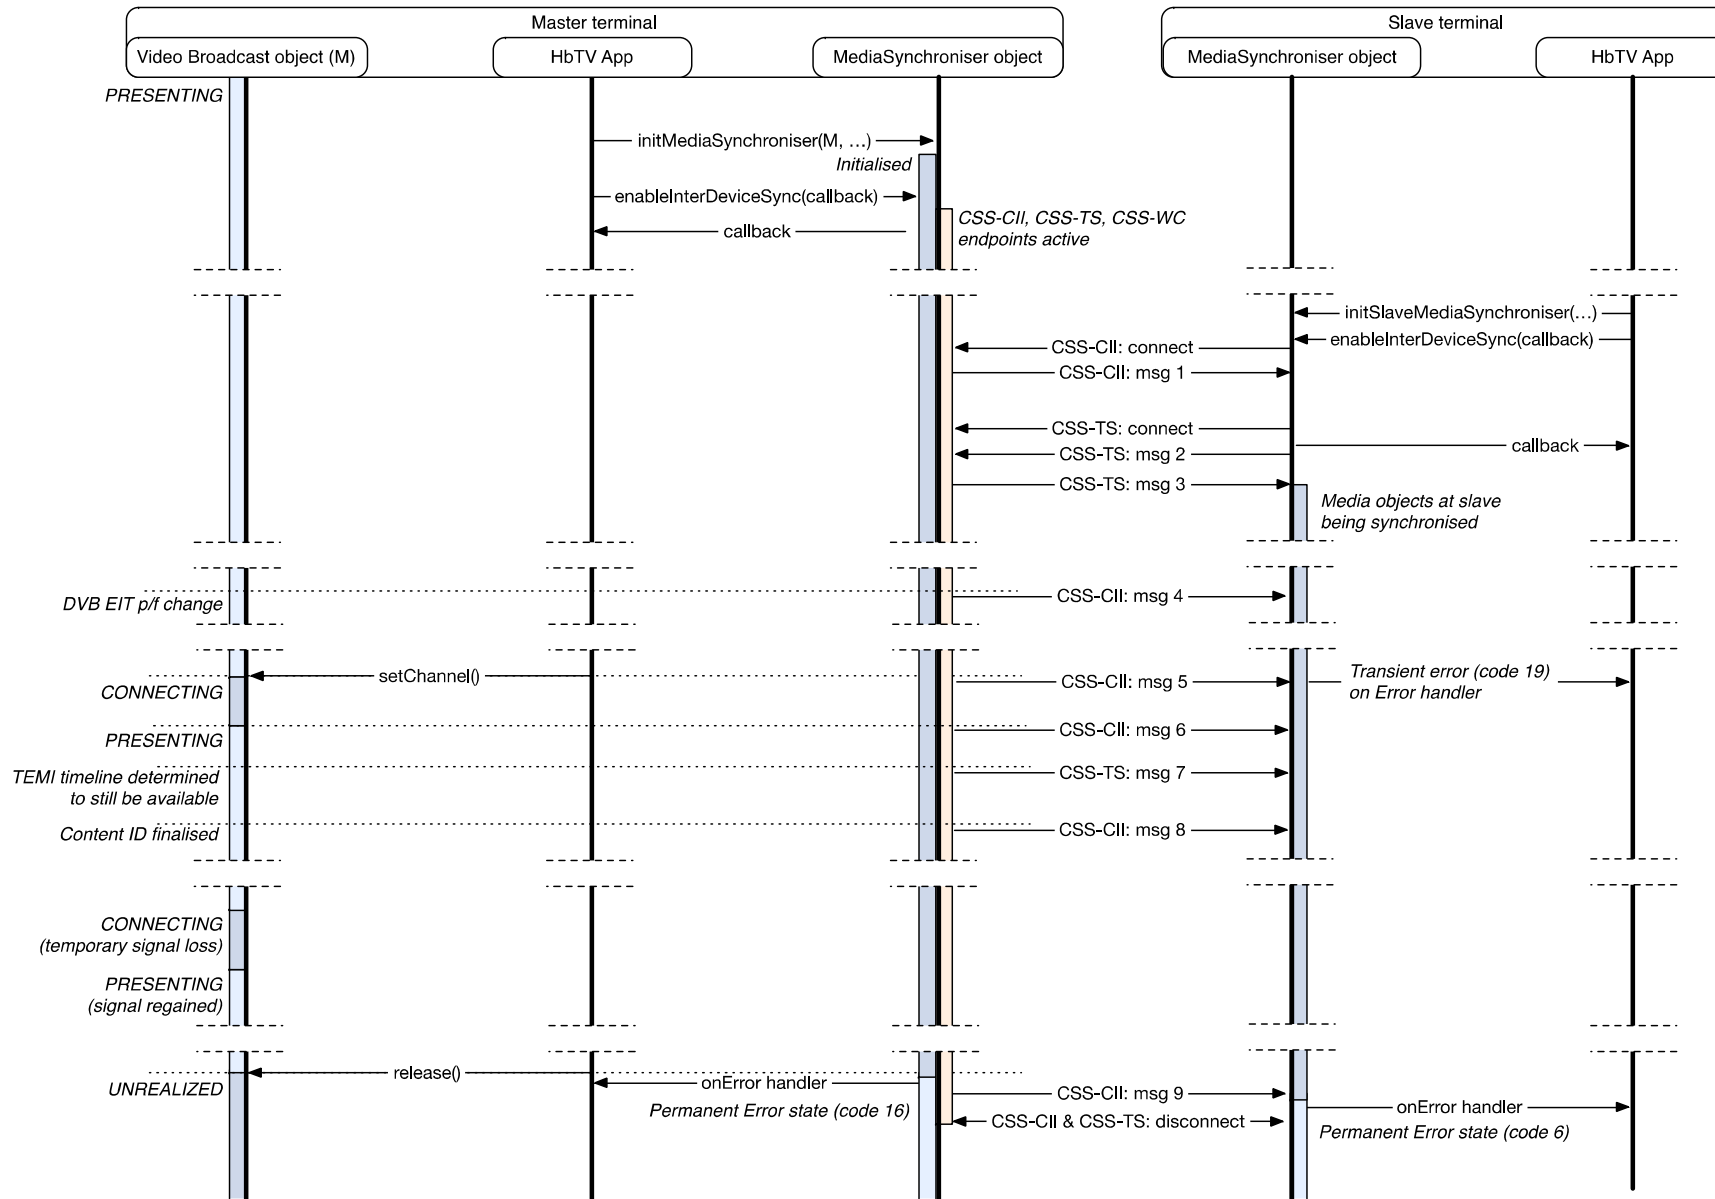 Master terminal
Slave terminal
Video Broadcast object (M)
HbTV App
MediaSynchroniser object
MediaSynchroniser object
HbTV App
PRESENTING
initMediaSynchroniser(M, ...)
Initialised
enableInterDeviceSync(callback)
CSS-CII, CSS-TS, CSS-WC
endpoints active
callback
initSlaveMediaSynchroniser(...)
enableInterDeviceSync(callback)
CSS-CII: connect
CSS-CII: msg 1
CSS-TS: connect
callback
CSS-TS: msg 2
CSS-TS: msg 3
Media objects at slave
being synchronised
DVB EIT p/f change
CSS-CII: msg 4
setChannel()
CONNECTING
CSS-CII: msg 5
Transient error (code 19)
on Error handler
PRESENTING
CSS-CII: msg 6
TEMI timeline determined
to still be available
CSS-TS: msg 7
Content ID finalised
CSS-CII: msg 8
CONNECTING
(temporary signal loss)
PRESENTING
(signal regained)
release()
UNREALIZED
onError handler
Permanent Error state (code 16)
CSS-CII: msg 9
CSS-CII & CSS-TS: disconnect
onError handler
Permanent Error state (code 6)